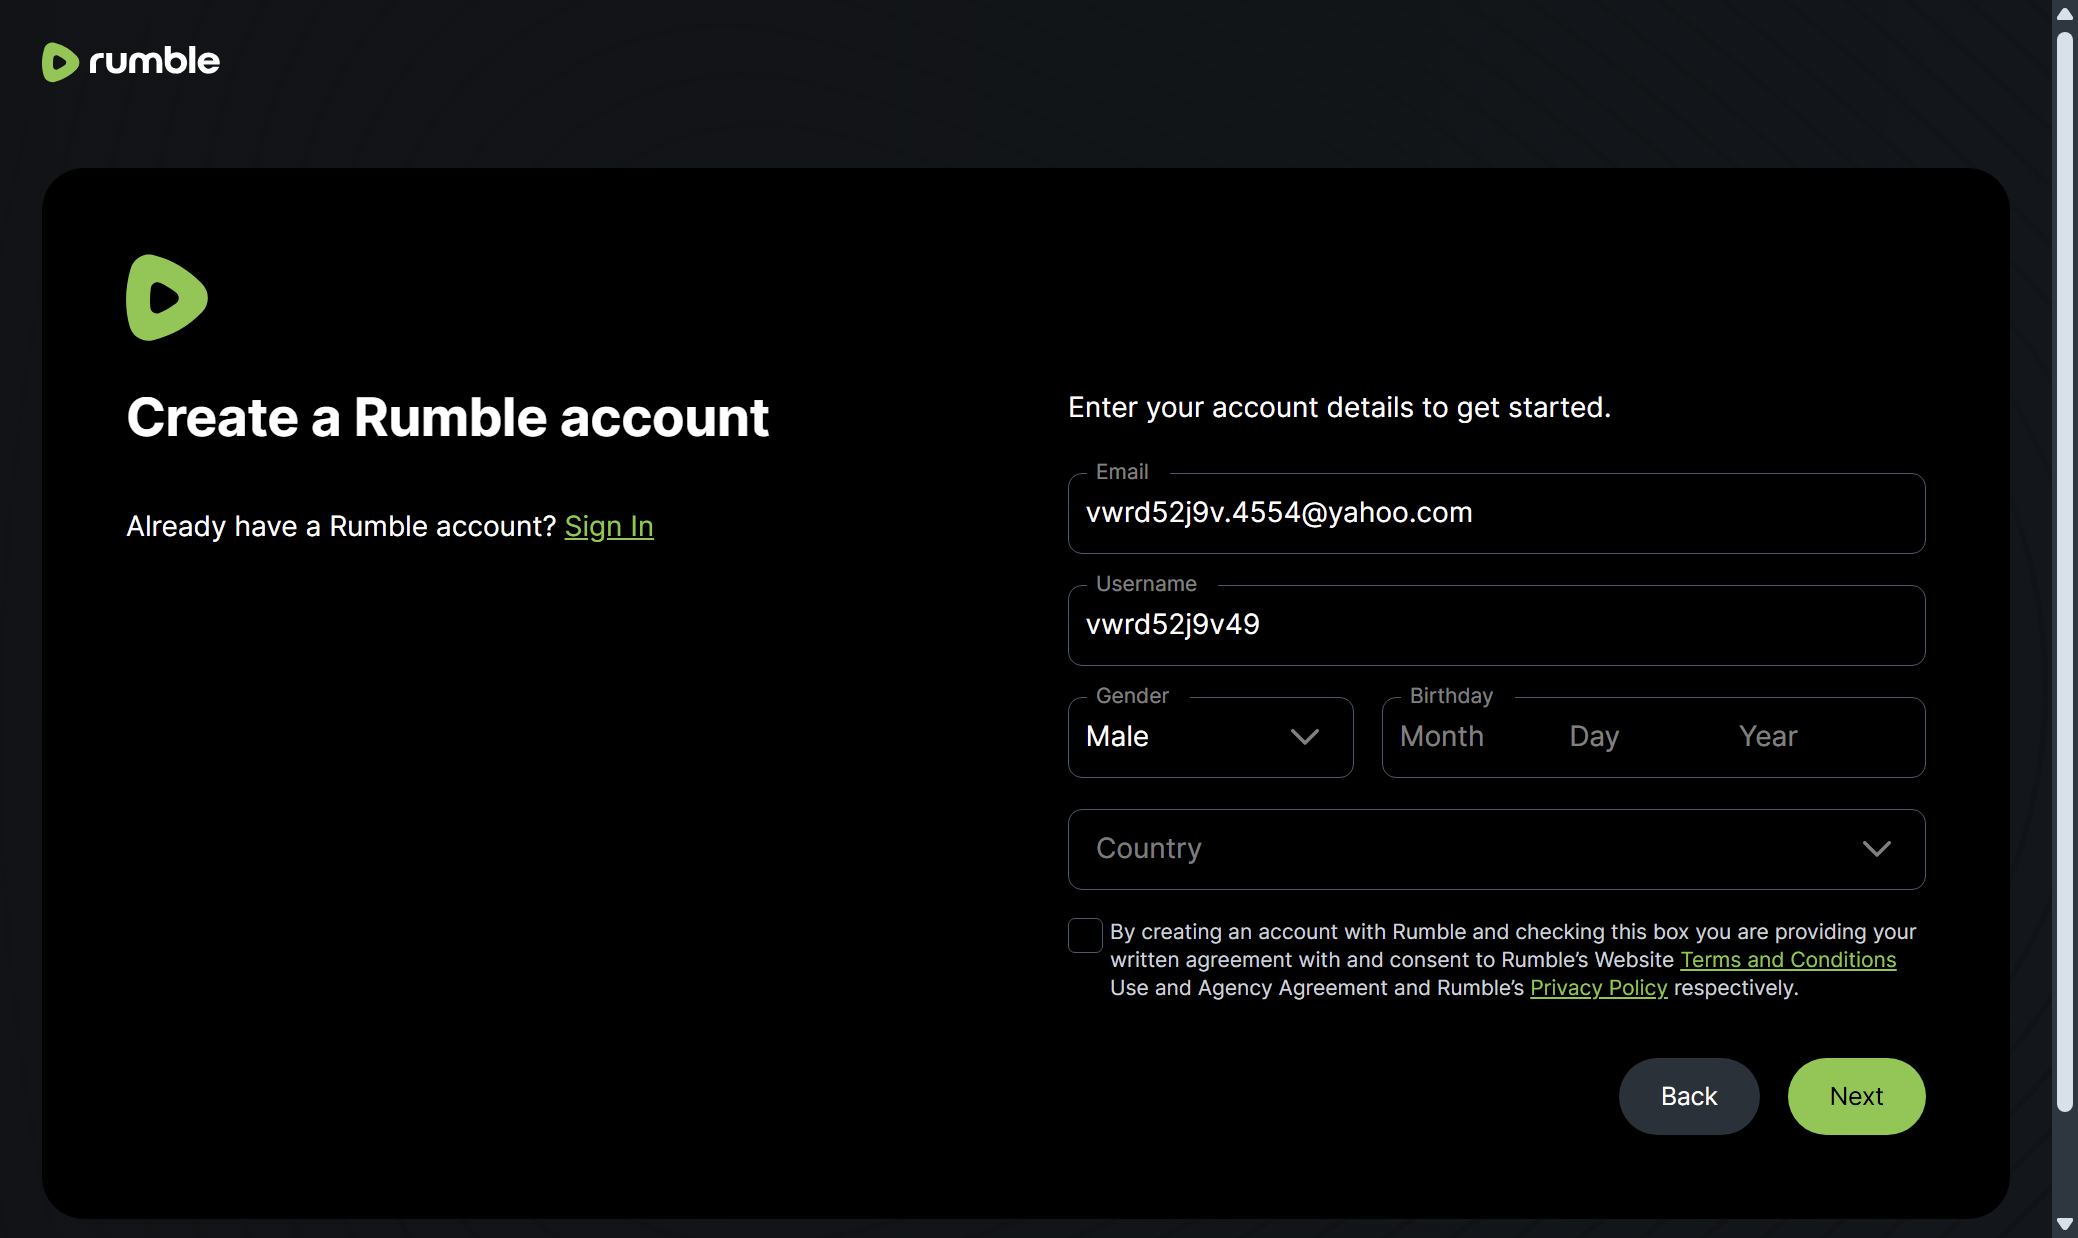 rumble
Create a Rumble account
Already have a Rumble account? Sign In
Enter your account details to get started.
Email
vwrd52j9v.4554@yahoo.com
Username
vwrd52j9v49
Gender
Male
Birthday
Month Day Year
Country
By creating an account with Rumble and checking this box you are providing your
written agreement with and consent to Rumble’s Website Terms and Conditions
Use and Agency Agreement and Rumble’s Privacy Policy respectively.
Back Next